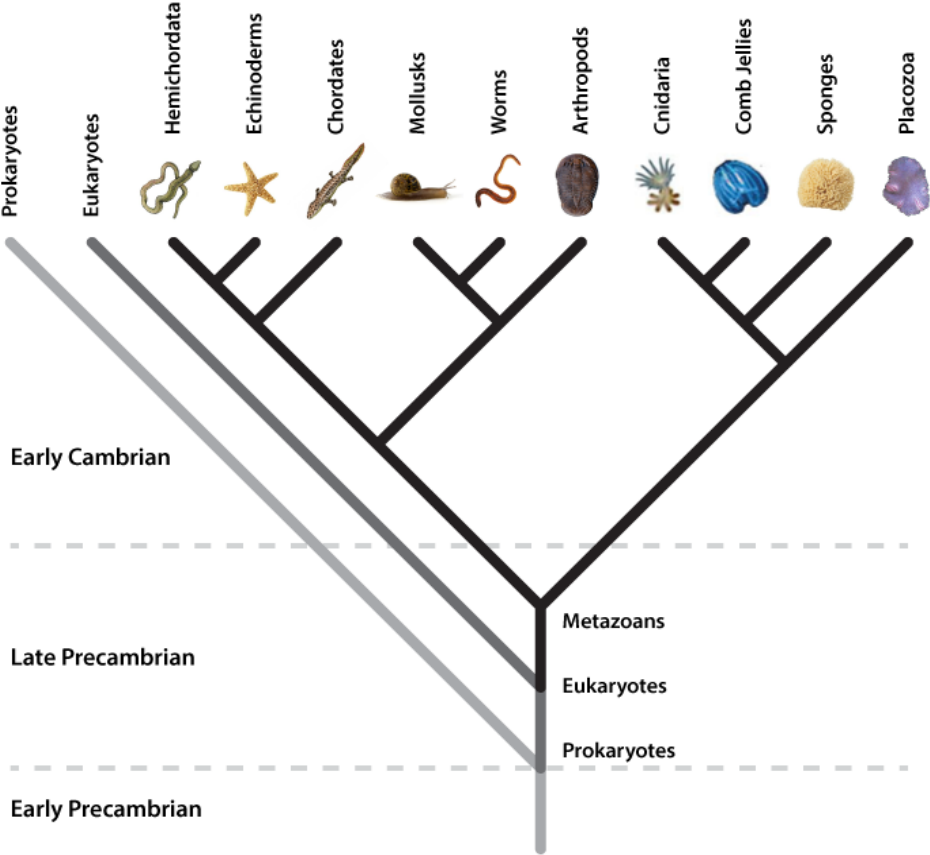 Prokaryotes
Eukaryotes
Hemichordata
Echinoderms
Chordates
Mollusks
Worms
Arthropods
Cnidaria
Comb Jellies
Sponges
Placozoa
Early Cambrian
Metazoans
Late Precambrian
Eukaryotes
Prokaryotes
Early Precambrian